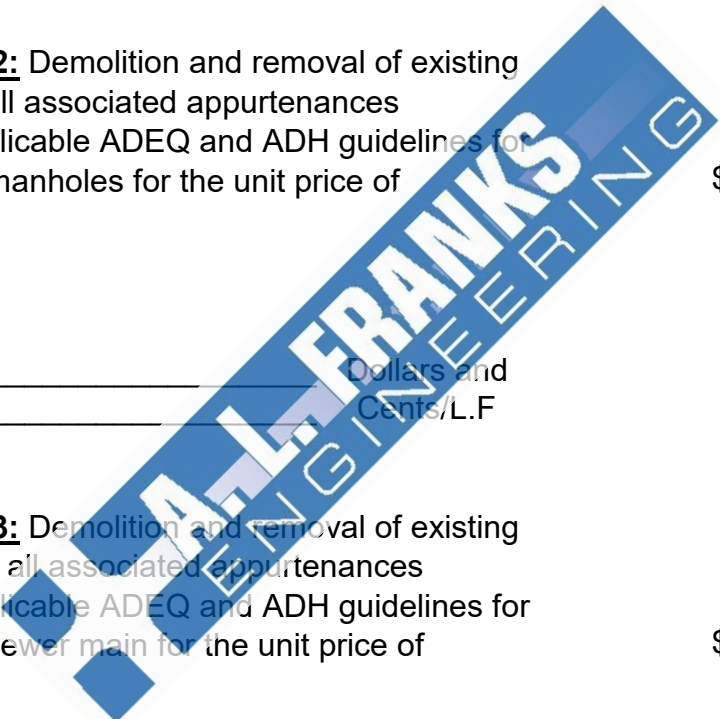 2: Demolition and removal of existing
ll associated appurtenances
licable ADEQ and ADH guidelines for
manholes for the unit price of
$
Dollars and
Cents/L.F
A.L. FRANKS
ENGINEERING
3: Demolition and removal of existing
all associated appurtenances
licable ADEQ and ADH guidelines for
ewer main for the unit price of
$